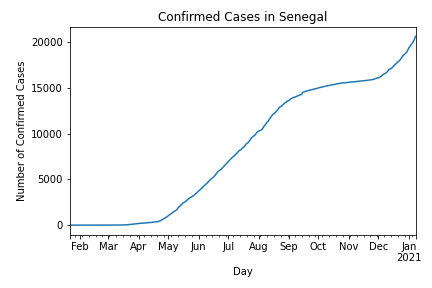 Confirmed Cases in Senegal
Number of Confirmed Cases
20000
15000
10000
5000
0
Feb Mar Apr May Jun Jul Aug Sep Oct Nov Dec Jan
2021
Day